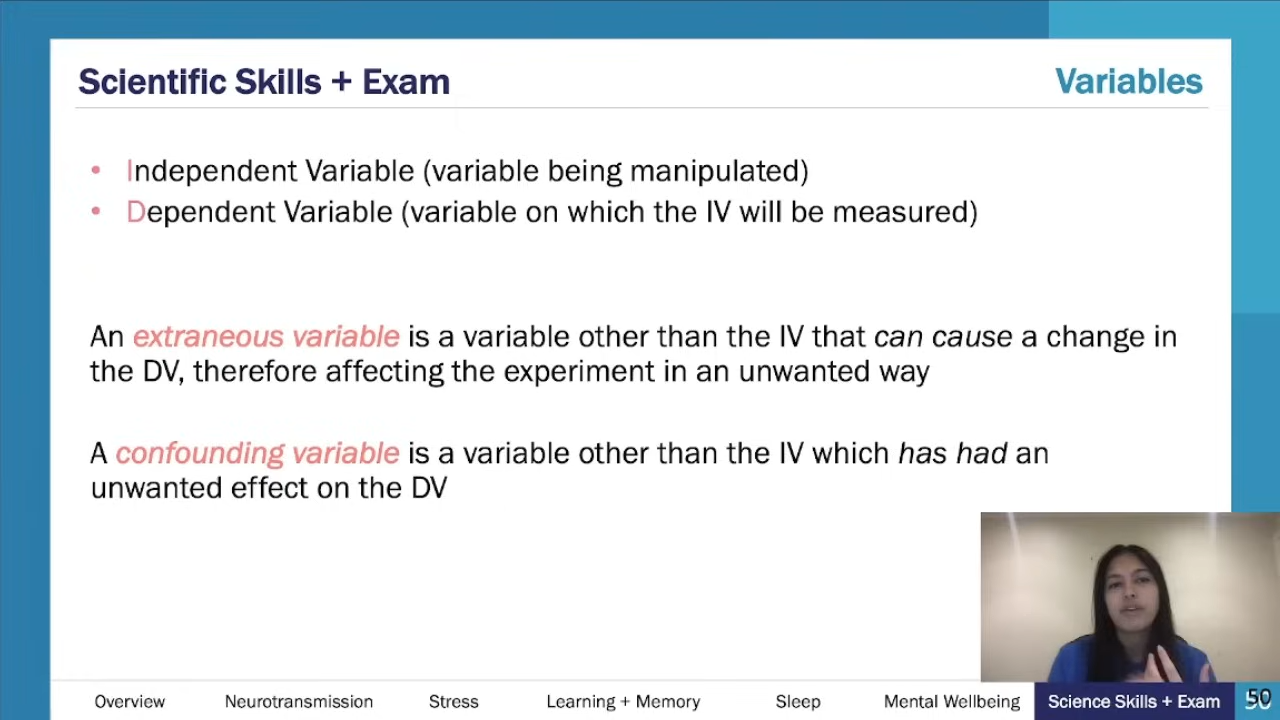 Scientific Skills + Exam
Variables
• Independent Variable (variable being manipulated)
• Dependent Variable (variable on which the IV will be measured)
An extraneous variable is a variable other than the IV that can cause a change in
the DV, therefore affecting the experiment in an unwanted way
A confounding variable is a variable other than the IV which has had an
unwanted effect on the DV
Overview
Neurotransmission
Stress
Learning + Memory
Sleep
Mental Wellbeing
Science Skills + Exam
50